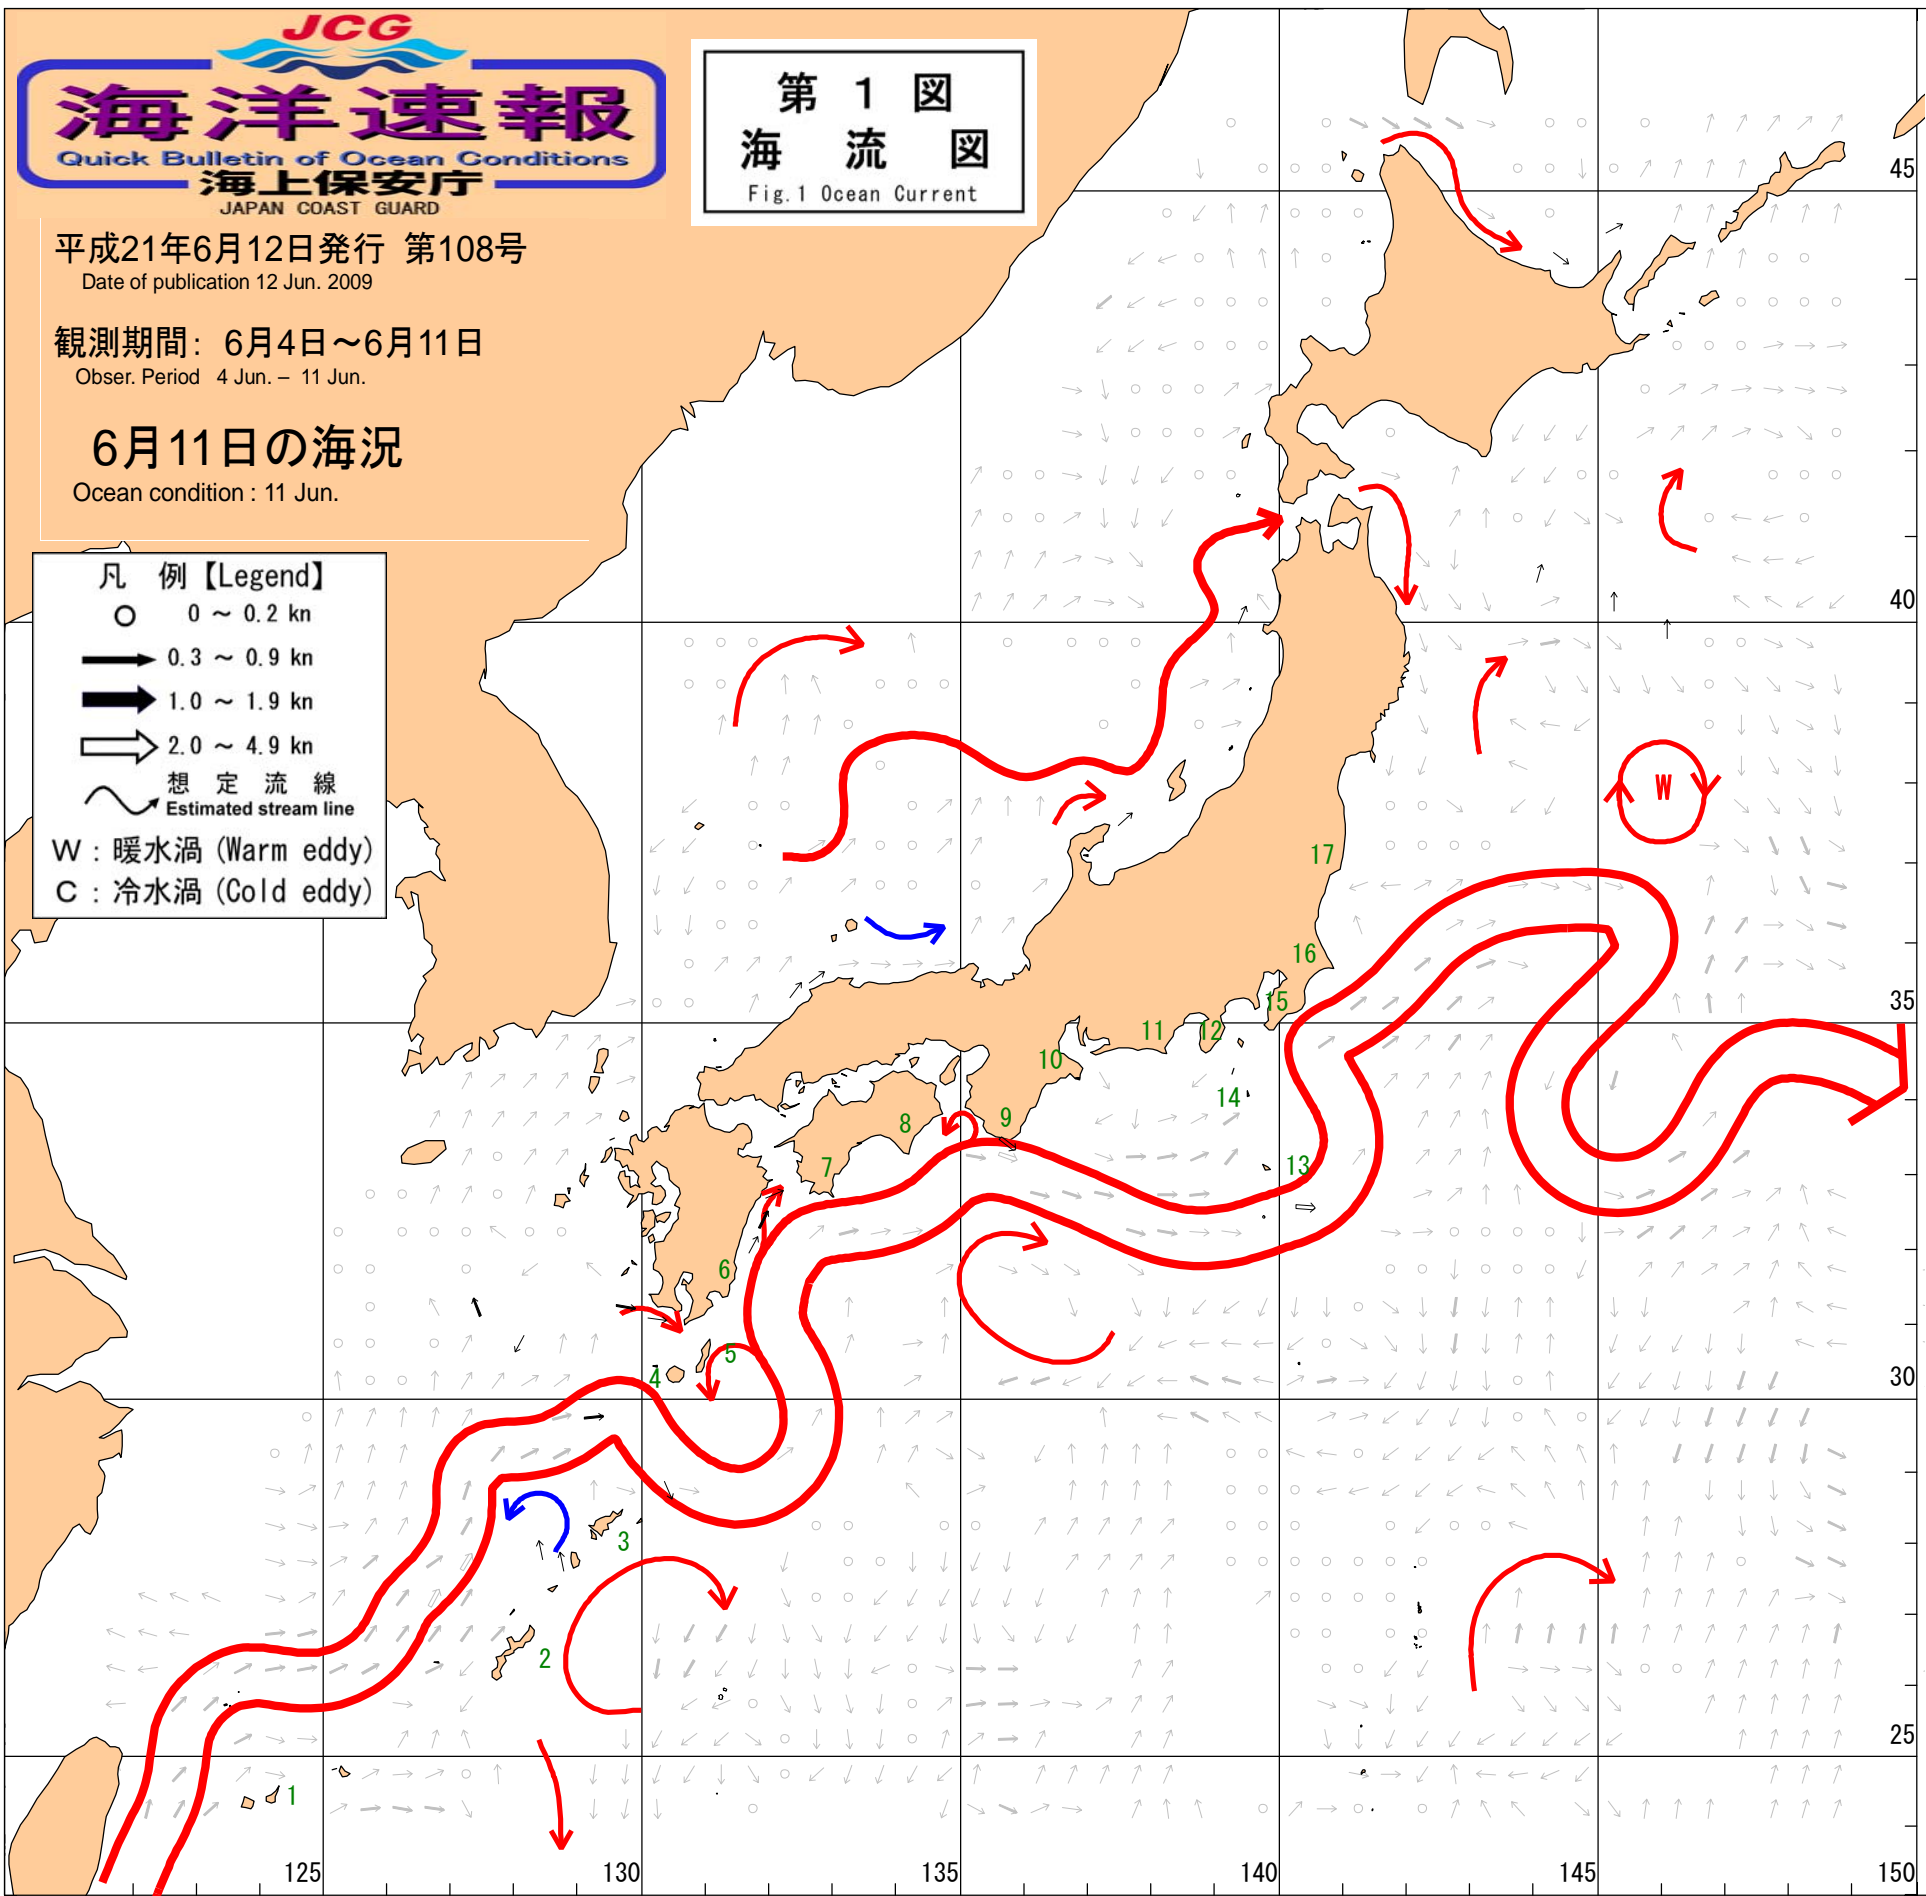 JCG
海洋速報
Quick Bulletin of Ocean Conditions
海上保安庁
JAPAN COAST GUARD
第 1 図
海 流 図
Fig.1 Ocean Current
平成21年6月12日発行 第108号
Date of publication 12 Jun. 2009
観測期間: 6月4日～6月11日
Obser. Period 4 Jun. – 11 Jun.
6月11日の海況
Ocean condition : 11 Jun.
凡 例【Legend】
0 ～ 0.2 kn
0.3 ～ 0.9 kn
1.0 ～ 1.9 kn
2.0 ～ 4.9 kn
想 定 流 線
Estimated stream line
W : 暖水渦 (Warm eddy)
C : 冷水渦 (Cold eddy)
45
40
W
17
16
35
15
12
11
10
14
9
8
13
7
6
5
4
30
3
2
25
1
125
130
135
140
145
150